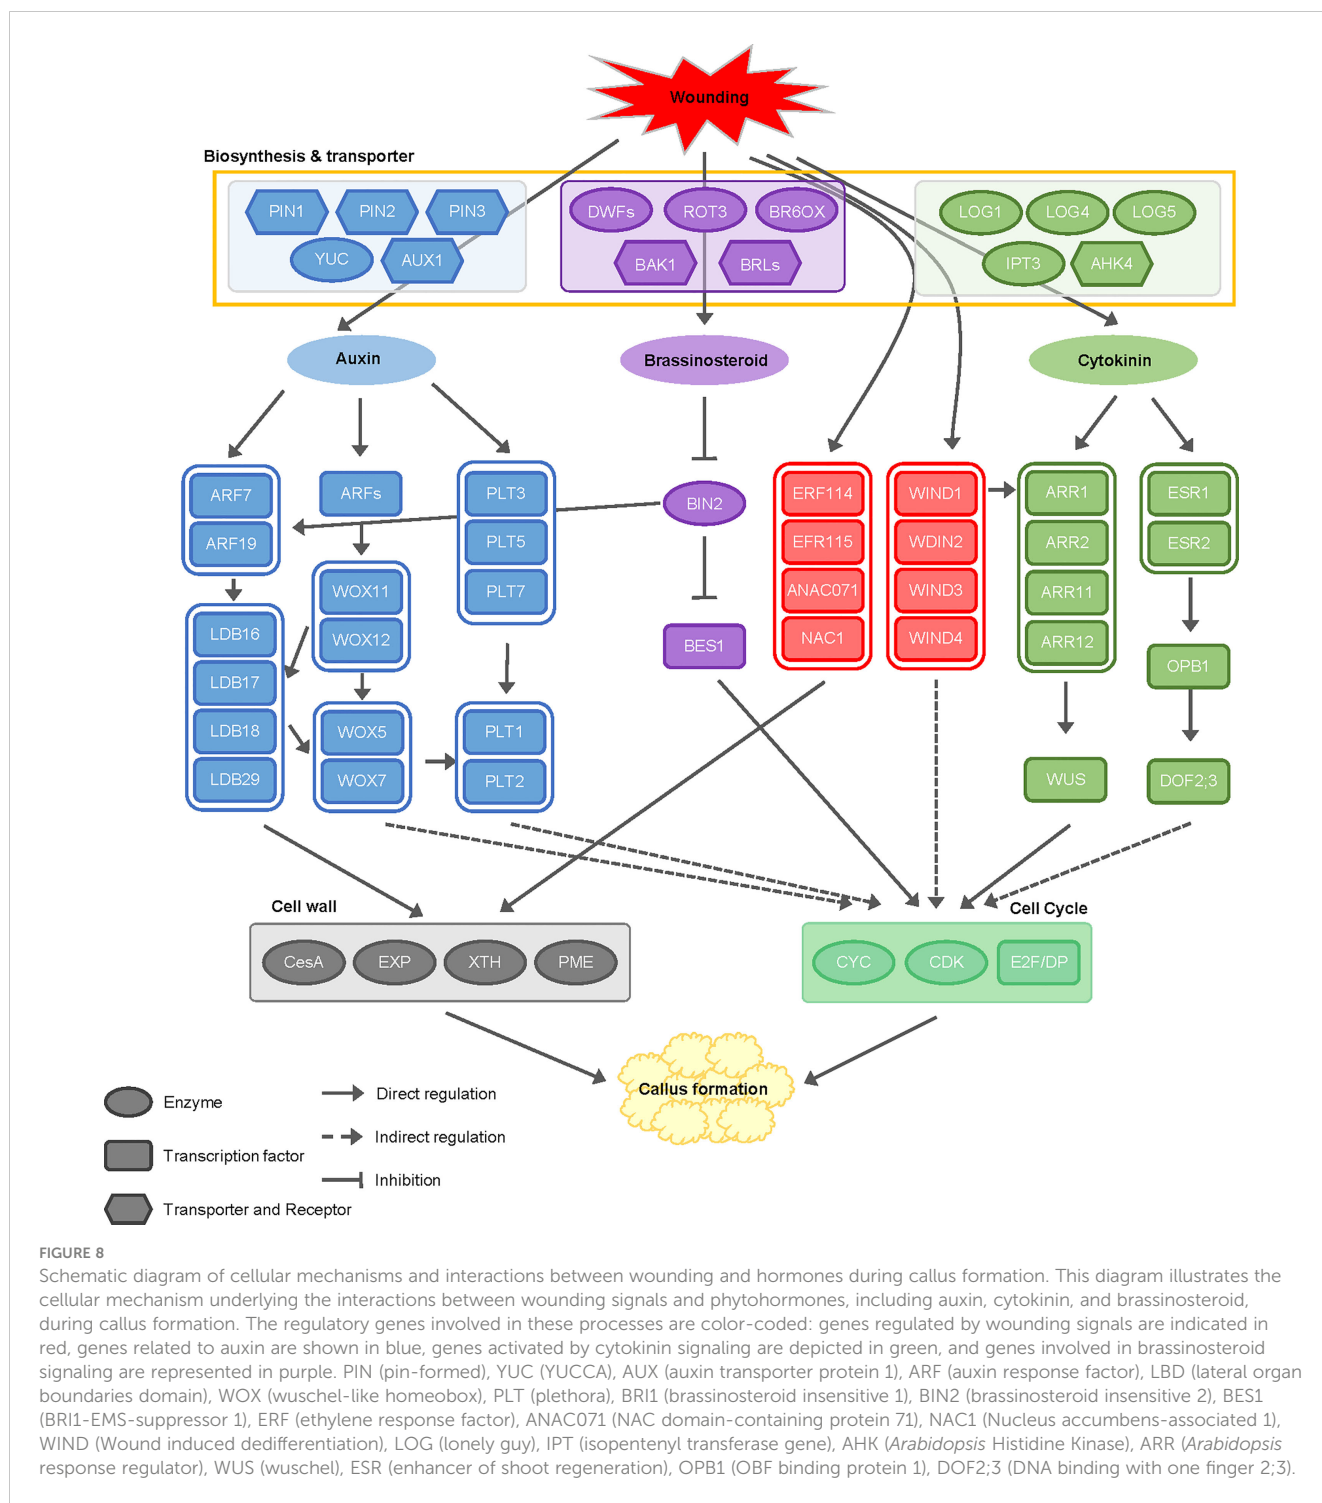 Wounding
Biosynthesis & transporter
PIN1 PIN2 PIN3
YUC AUX1
DWFs ROT3 BR6OX
BAK1 BRLs
LOG1 LOG4 LOG5
IPT3 AHK4
Auxin
Brassinosteroid
Cytokinin
ARF7
ARF19
ARFs
PLT3
PLT5
PLT7
BIN2
ERF114
EFR115
ANAC071
NAC1
WIND1
WDIN2
WIND3
WIND4
ARR1
ARR2
ARR11
ARR12
ESR1
ESR2
WOX11
WOX12
LDB16
LDB17
LDB18
LDB29
BES1
OPB1
WOX5
WOX7
PLT1
PLT2
WUS
DOF2;3
Cell wall
CesA EXP XTH PME
Cell Cycle
CYC CDK E2F/DP
Callus formation
Enzyme
Transcription factor
Transporter and Receptor
Direct regulation
Indirect regulation
Inhibition
FIGURE 8
Schematic diagram of cellular mechanisms and interactions between wounding and hormones during callus formation. This diagram illustrates the
cellular mechanism underlying the interactions between wounding signals and phytohormones, including auxin, cytokinin, and brassinosteroid,
during callus formation. The regulatory genes involved in these processes are color-coded: genes regulated by wounding signals are indicated in
red, genes related to auxin are shown in blue, genes activated by cytokinin signaling are depicted in green, and genes involved in brassinosteroid
signaling are represented in purple. PIN (pin-formed), YUC (YUCCA), AUX (auxin transporter protein 1), ARF (auxin response factor), LBD (lateral organ
boundaries domain), WOX (wuschel-like homeobox), PLT (plethora), BRI1 (brassinosteroid insensitive 1), BIN2 (brassinosteroid insensitive 2), BES1
(BRI1-EMS-suppressor 1), ERF (ethylene response factor), ANAC071 (NAC domain-containing protein 71), NAC1 (Nucleus accumbens-associated 1),
WIND (Wound induced dedifferentiation), LOG (lonely guy), IPT (isopentenyl transferase gene), AHK (Arabidopsis Histidine Kinase), ARR (Arabidopsis
response regulator), WUS (wuschel), ESR (enhancer of shoot regeneration), OPB1 (OBF binding protein 1), DOF2;3 (DNA binding with one finger 2;3).